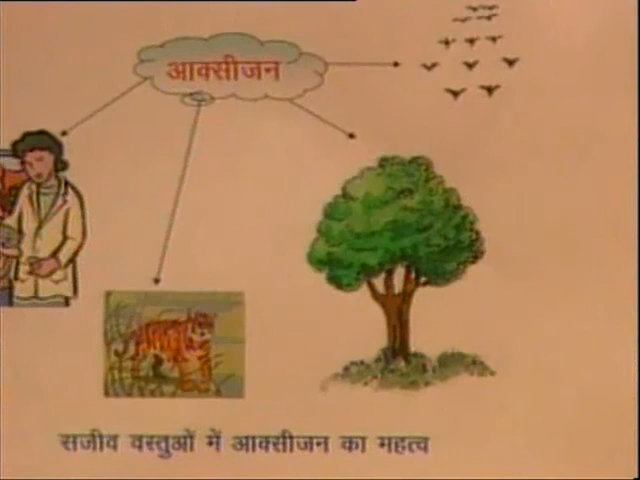 आक्सीजन
सजीव वस्तुओं में आक्सीजन का महत्व